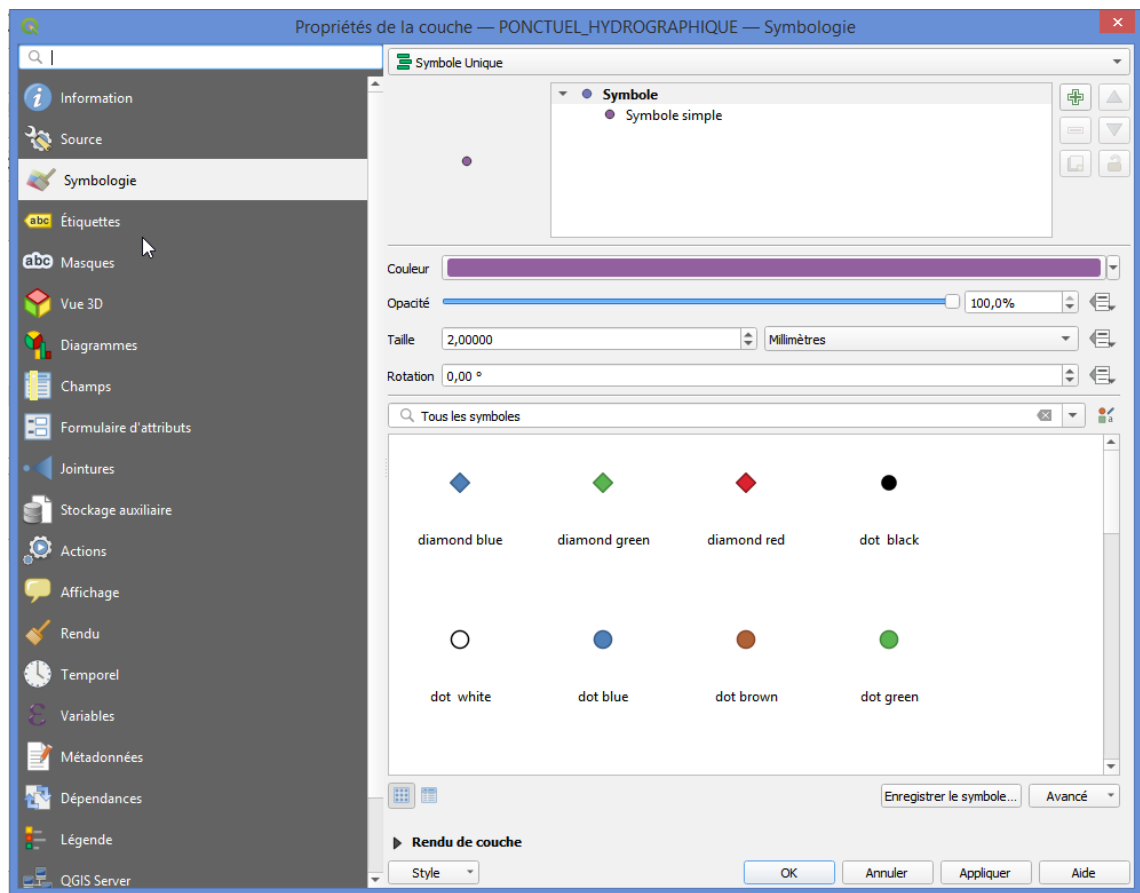 Propriétés de la couche — PONCTUEL_HYDROGRAPHIQUE — Symbologie
Information
Source
Symbologie
abc Étiquettes
abc Masques
Vue 3D
Diagrammes
Champs
Formulaire d'attributs
Jointures
Stockage auxiliaire
Actions
Affichage
Rendu
Temporel
Variables
Métadonnées
Dépendances
Légende
QGIS Server
Symbole Unique
Symbole
Symbole simple
Couleur
Opacité 100,0%
Taille 2,00000 Millimètres
Rotation 0,00 °
Tous les symboles
diamond blue diamond green diamond red dot black
dot white dot blue dot brown dot green
Enregistrer le symbole... Avancé
Rendu de couche
Style OK Annuler Appliquer Aide